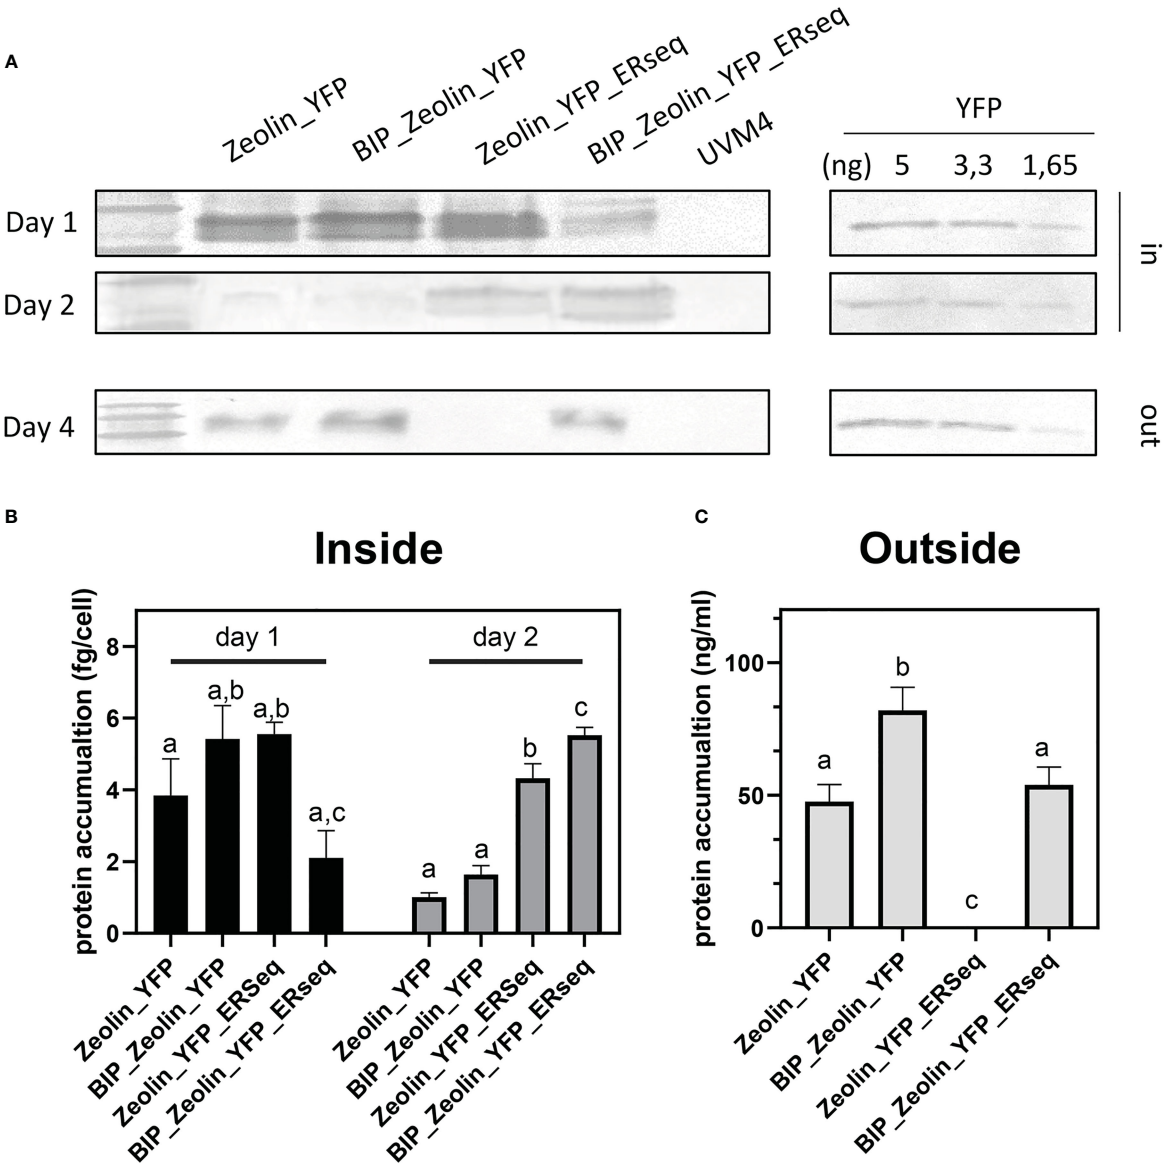 A
Zeolin_YFP
BIP_Zeolin_YFP
Zeolin_YFP_ERseq
BIP_Zeolin_YFP_ERseq
UVM4
YFP
(ng) 5 3,3 1,65
Day 1
Day 2
in
Day 4
out
B
Inside
protein accumualtion (fg/cell)
8
6
4
2
0
day 1
day 2
a
a,b
a,b
a,c
a
a
b
c
Zeolin_YFP
BIP_Zeolin_YFP
Zeolin_YFP_ERSeq
BIP_Zeolin_YFP_ERseq
Zeolin_YFP
BIP_Zeolin_YFP
Zeolin_YFP_ERSeq
BIP_Zeolin_YFP_ERseq
C
Outside
protein accumualtion (ng/ml)
100
50
0
a
b
c
a
Zeolin_YFP
BIP_Zeolin_YFP
Zeolin_YFP_ERSeq
BIP_Zeolin_YFP_ERseq